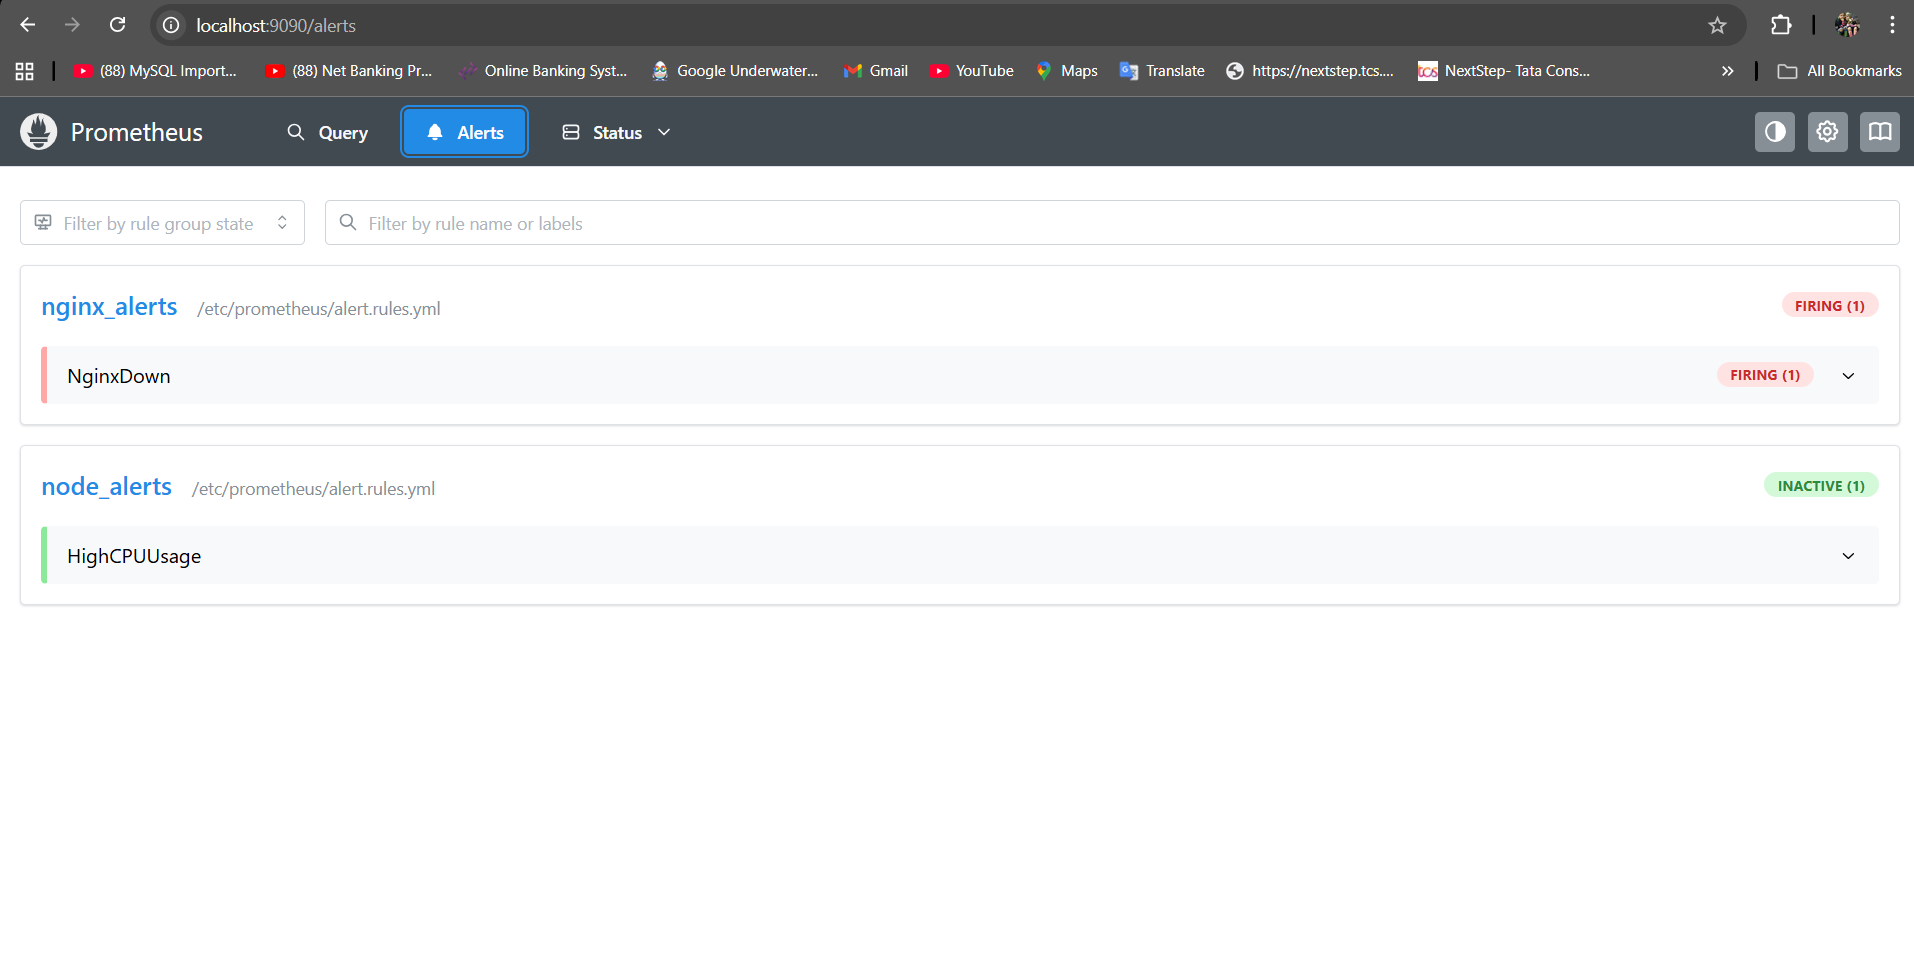 localhost:9090/alerts
(88) MySQL Import... (88) Net Banking Pr... Online Banking Syst... Google Underwater... Gmail YouTube Maps Translate https://nextstep.tcs.... tcs NextStep- Tata Cons... » All Bookmarks
Prometheus Query Alerts Status
Filter by rule group state Filter by rule name or labels
nginx_alerts /etc/prometheus/alert.rules.yml FIRING (1)
NginxDown FIRING (1)
node_alerts /etc/prometheus/alert.rules.yml INACTIVE (1)
HighCPUUsage